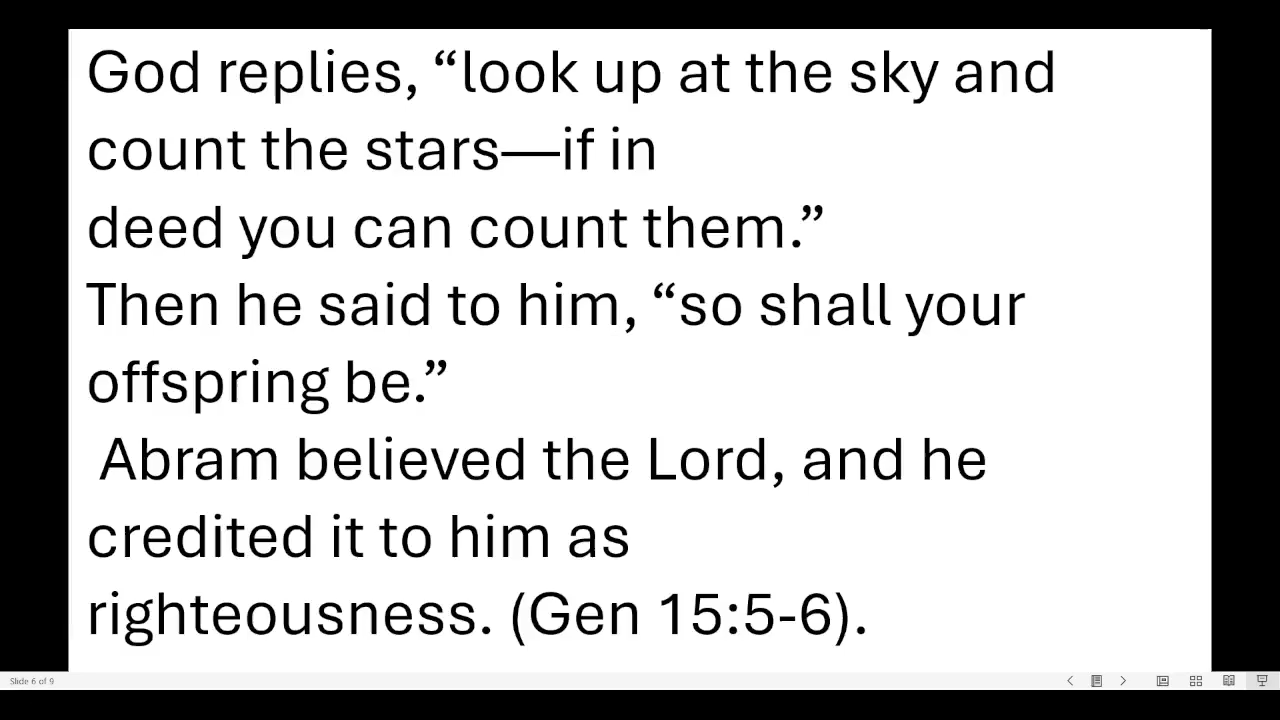 God replies, “look up at the sky and
count the stars—if in
deed you can count them.”
Then he said to him, “so shall your
offspring be.”
Abram believed the Lord, and he
credited it to him as
righteousness. (Gen 15:5-6).
Slide 6 of 9